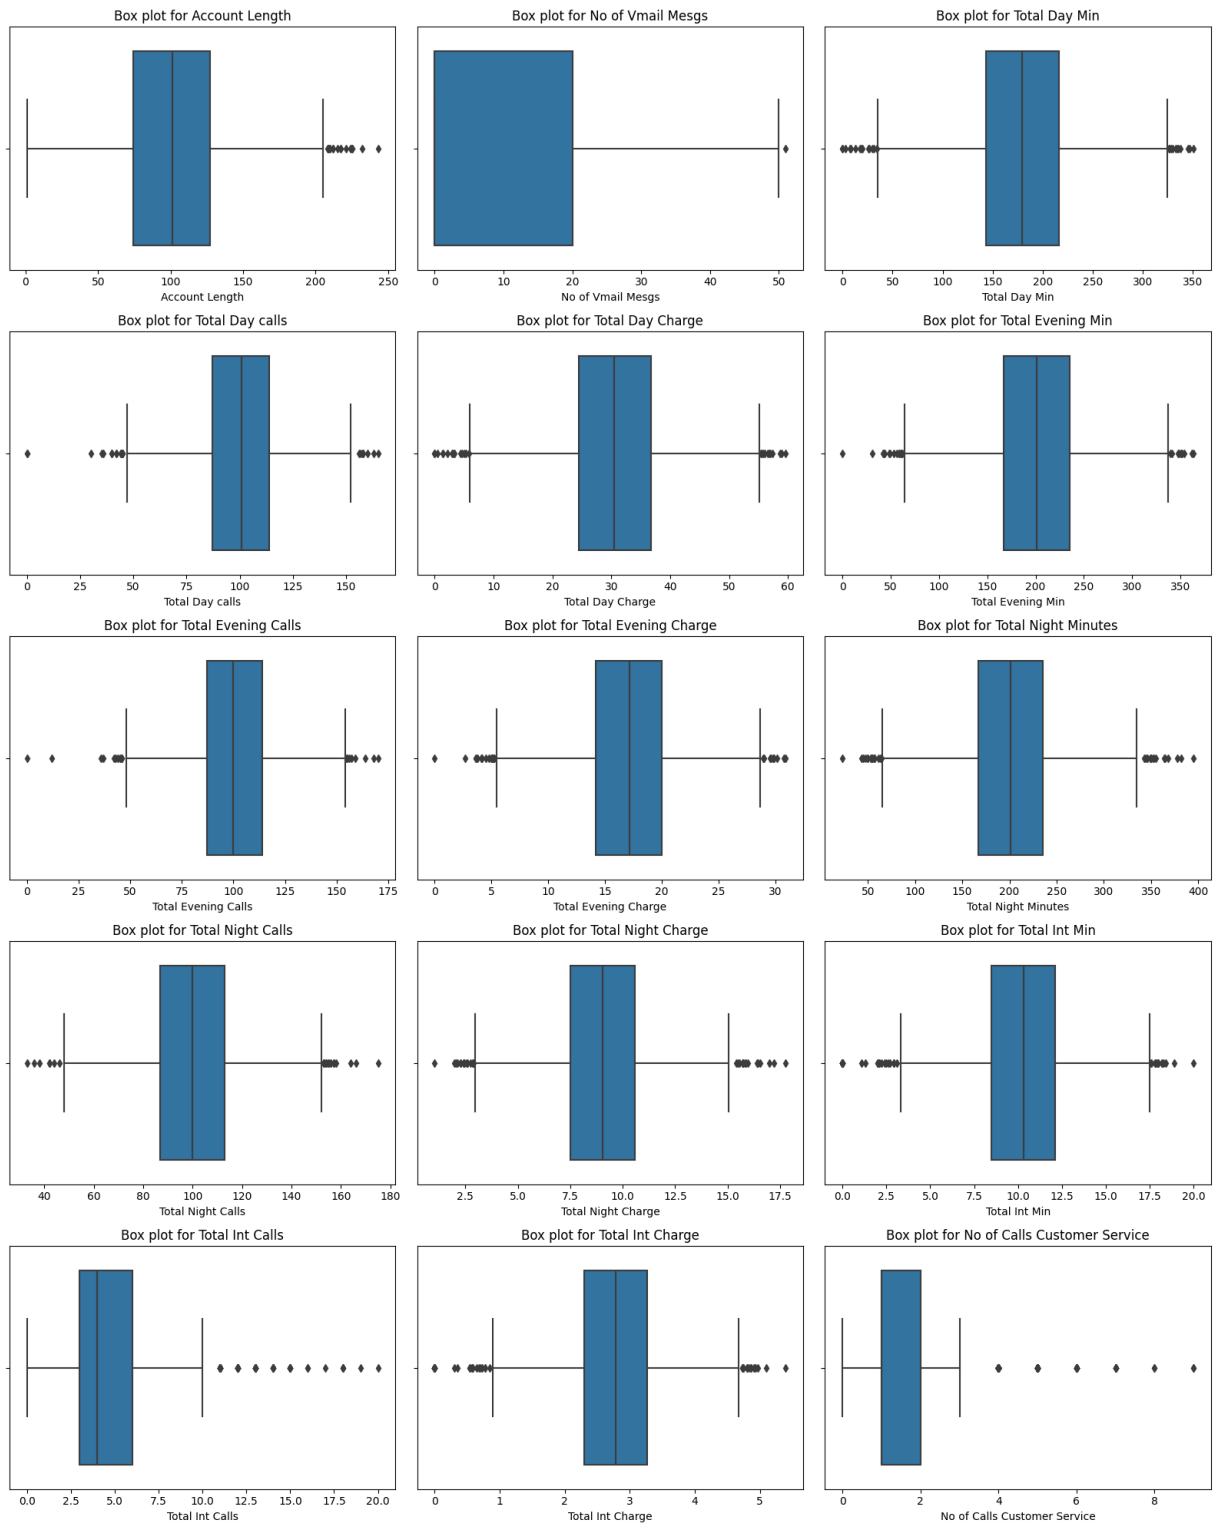 Box plot for Account Length
Box plot for No of Vmail Mesgs
Box plot for Total Day Min
0 50 100 150 200 250
0 10 20 30 40 50
0 50 100 150 200 250 300 350
Account Length
No of Vmail Mesgs
Total Day Min
Box plot for Total Day calls
Box plot for Total Day Charge
Box plot for Total Evening Min
0 25 50 75 100 125 150
0 10 20 30 40 50 60
0 50 100 150 200 250 300 350
Total Day calls
Total Day Charge
Total Evening Min
Box plot for Total Evening Calls
Box plot for Total Evening Charge
Box plot for Total Night Minutes
0 25 50 75 100 125 150 175
0 5 10 15 20 25 30
50 100 150 200 250 300 350 400
Total Evening Calls
Total Evening Charge
Total Night Minutes
Box plot for Total Night Calls
Box plot for Total Night Charge
Box plot for Total Int Min
40 60 80 100 120 140 160 180
2.5 5.0 7.5 10.0 12.5 15.0 17.5
0.0 2.5 5.0 7.5 10.0 12.5 15.0 17.5 20.0
Total Night Calls
Total Night Charge
Total Int Min
Box plot for Total Int Calls
Box plot for Total Int Charge
Box plot for No of Calls Customer Service
0.0 2.5 5.0 7.5 10.0 12.5 15.0 17.5 20.0
0 1 2 3 4 5
0 2 4 6 8
Total Int Calls
Total Int Charge
No of Calls Customer Service